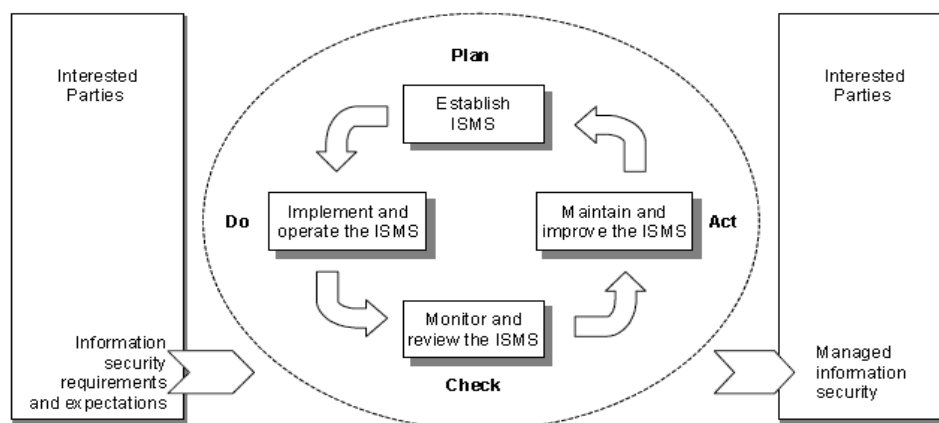 Interested
Parties
Information
security
requirements
and expectations
Plan
Establish
ISMS
Do
Implement and
operate the ISMS
Maintain and
improve the ISMS
Act
Monitor and
review the ISMS
Check
Interested
Parties
Managed
information
security